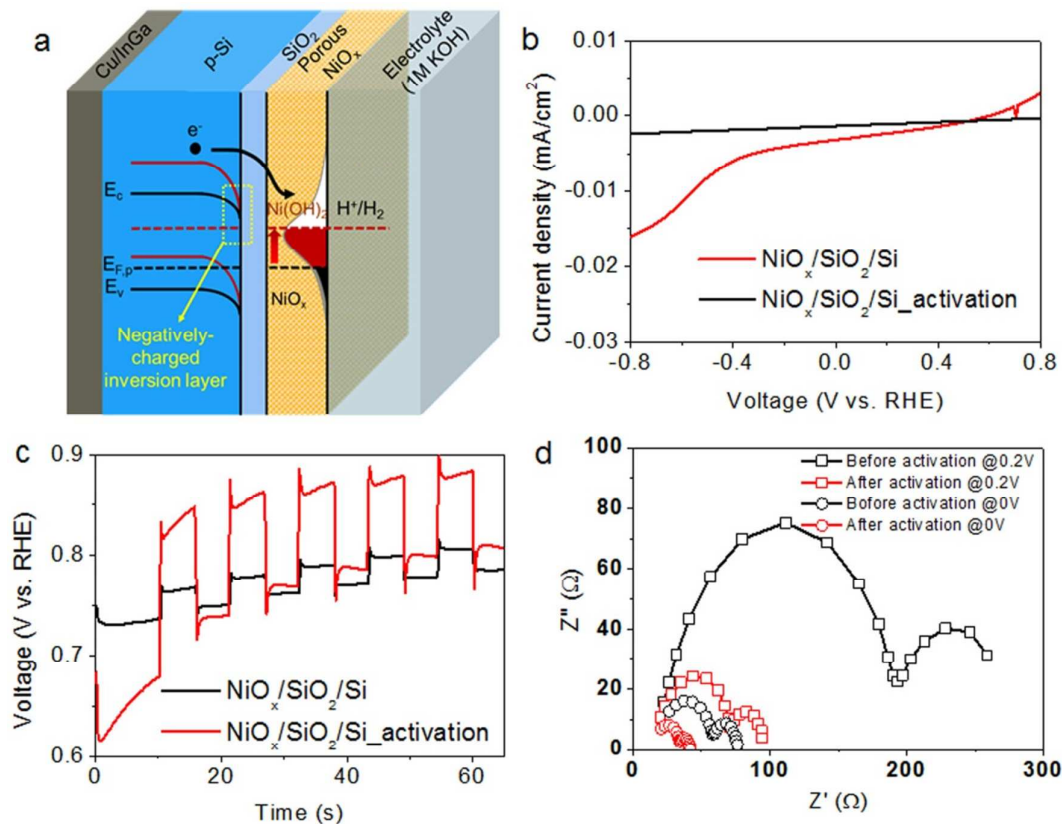 a
Cu/InGa
p-Si
SiO2
Porous
NiOx
Electrolyte
(1M KOH)
e-
Ec
Ni(OH)2
H+/H2
EF,p
Ev
NiOx
Negatively-
charged
inversion layer
b
0.01
0.00
-0.01
-0.02
-0.03
Current density (mA/cm2)
NiOx/SiO2/Si
NiOx/SiO2/Si_activation
-0.8
-0.4
0.0
0.4
0.8
Voltage (V vs. RHE)
c
0.9
0.8
0.7
0.6
Voltage (V vs. RHE)
NiOx/SiO2/Si
NiOx/SiO2/Si_activation
0
20
40
60
Time (s)
d
100
80
60
40
20
0
Z" (Ω)
Before activation @0.2V
After activation @0.2V
Bofore activation @0V
After activation @0V
0
100
200
300
Z' (Ω)